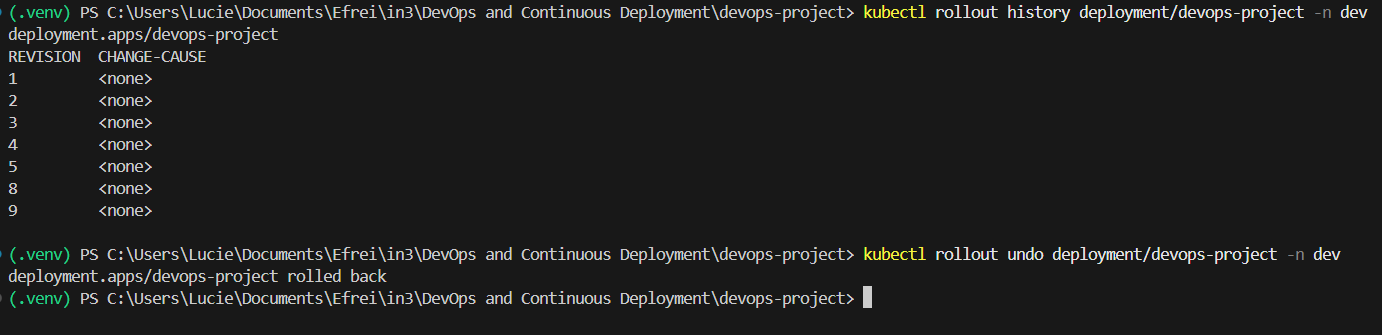 (.venv) PS C:\Users\Lucie\Documents\Efrei\in3\DevOps and Continuous Deployment\devops-project> kubectl rollout history deployment/devops-project -n dev
deployment.apps/devops-project
REVISION  CHANGE-CAUSE
1         <none>
2         <none>
3         <none>
4         <none>
5         <none>
8         <none>
9         <none>
(.venv) PS C:\Users\Lucie\Documents\Efrei\in3\DevOps and Continuous Deployment\devops-project> kubectl rollout undo deployment/devops-project -n dev
deployment.apps/devops-project rolled back
(.venv) PS C:\Users\Lucie\Documents\Efrei\in3\DevOps and Continuous Deployment\devops-project>